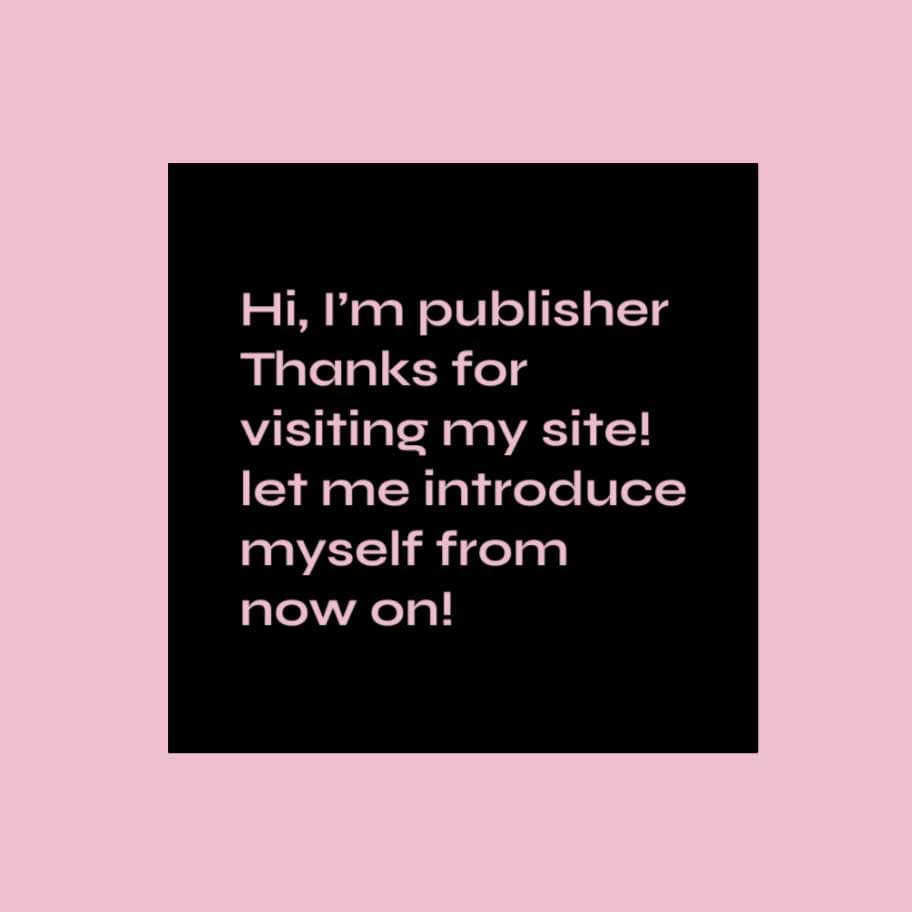 Hi, I’m publisher
Thanks for
visiting my site!
let me introduce
myself from
now on!